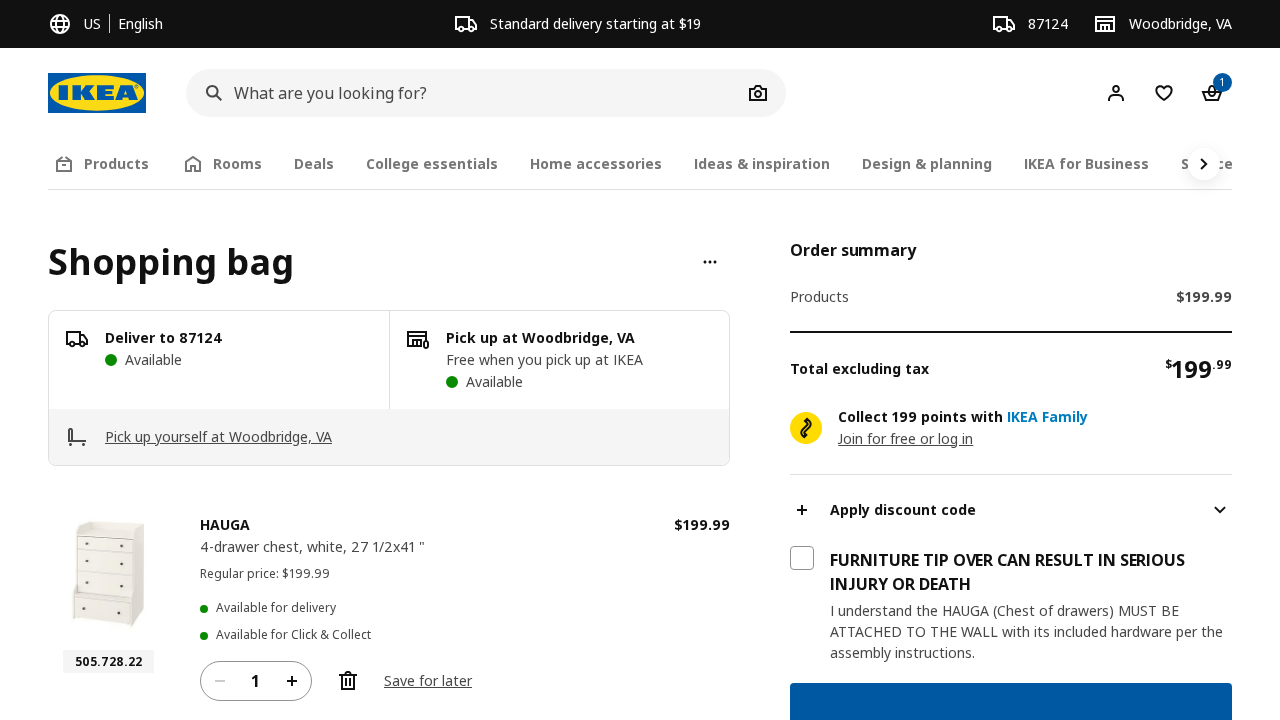 US | English
Standard delivery starting at $19
87124
Woodbridge, VA
IKEA
What are you looking for?
1
Products
Rooms
Deals
College essentials
Home accessories
Ideas & inspiration
Design & planning
IKEA for Business
Shopping bag
Deliver to 87124
Available
Pick up at Woodbridge, VA
Free when you pick up at IKEA
Available
Pick up yourself at Woodbridge, VA
HAUGA
$199.99
4-drawer chest, white, 27 1/2x41 "
Regular price: $199.99
Available for delivery
Available for Click & Collect
505.728.22
1
Save for later
Order summary
Products
$199.99
Total excluding tax
$199.99
Collect 199 points with IKEA Family
Join for free or log in
Apply discount code
FURNITURE TIP OVER CAN RESULT IN SERIOUS
INJURY OR DEATH
I understand the HAUGA (Chest of drawers) MUST BE
ATTACHED TO THE WALL with its included hardware per the
assembly instructions.